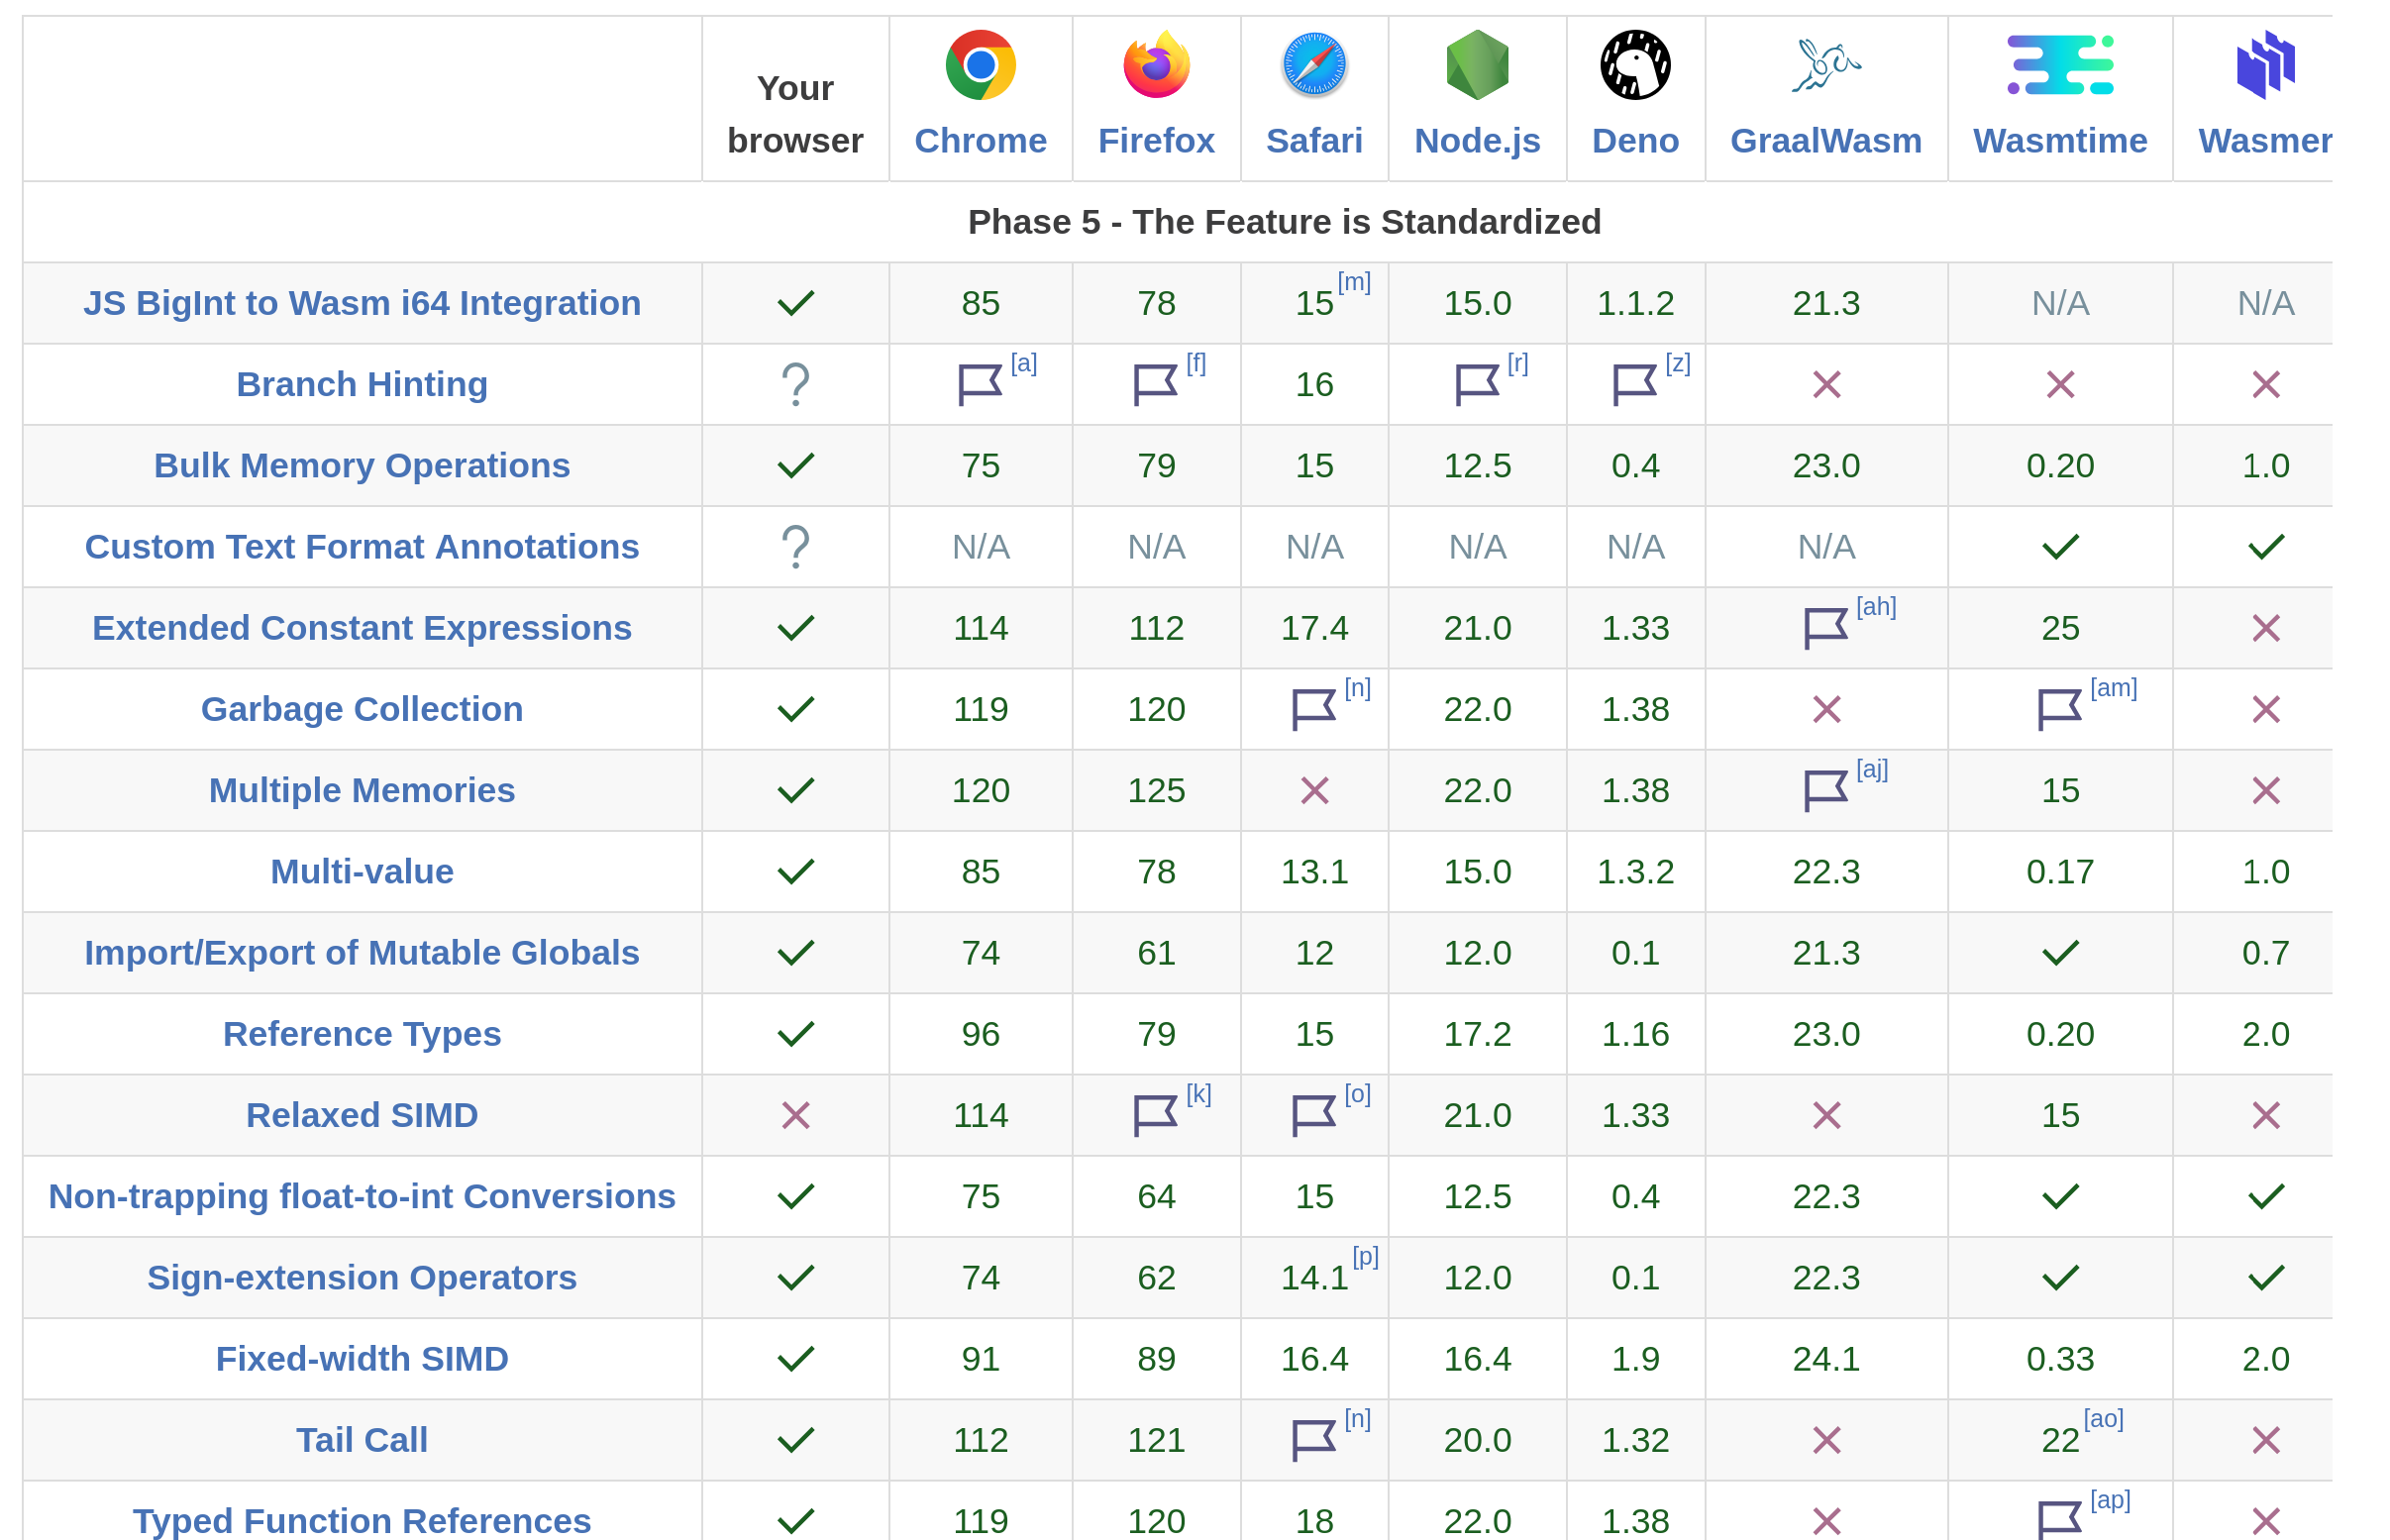 Your browser Chrome Firefox Safari Node.js Deno GraalWasm Wasmtime Wasmer
Phase 5 - The Feature is Standardized
JS BigInt to Wasm i64 Integration ✓ 85 78 15[m] 15.0 1.1.2 21.3 N/A N/A
Branch Hinting ? [a] [f] 16 [r] [z] ✕ ✕ ✕
Bulk Memory Operations ✓ 75 79 15 12.5 0.4 23.0 0.20 1.0
Custom Text Format Annotations ? N/A N/A N/A N/A N/A N/A ✓ ✓
Extended Constant Expressions ✓ 114 112 17.4 21.0 1.33 [ah] 25 ✕
Garbage Collection ✓ 119 120 [n] 22.0 1.38 ✕ [am] ✕
Multiple Memories ✓ 120 125 ✕ 22.0 1.38 [aj] 15 ✕
Multi-value ✓ 85 78 13.1 15.0 1.3.2 22.3 0.17 1.0
Import/Export of Mutable Globals ✓ 74 61 12 12.0 0.1 21.3 ✓ 0.7
Reference Types ✓ 96 79 15 17.2 1.16 23.0 0.20 2.0
Relaxed SIMD ✕ 114 [k] [o] 21.0 1.33 ✕ 15 ✕
Non-trapping float-to-int Conversions ✓ 75 64 15 12.5 0.4 22.3 ✓ ✓
Sign-extension Operators ✓ 74 62 14.1[p] 12.0 0.1 22.3 ✓ ✓
Fixed-width SIMD ✓ 91 89 16.4 16.4 1.9 24.1 0.33 2.0
Tail Call ✓ 112 121 [n] 20.0 1.32 ✕ 22[ao] ✕
Typed Function References ✓ 119 120 18 22.0 1.38 ✕ [ap] ✕